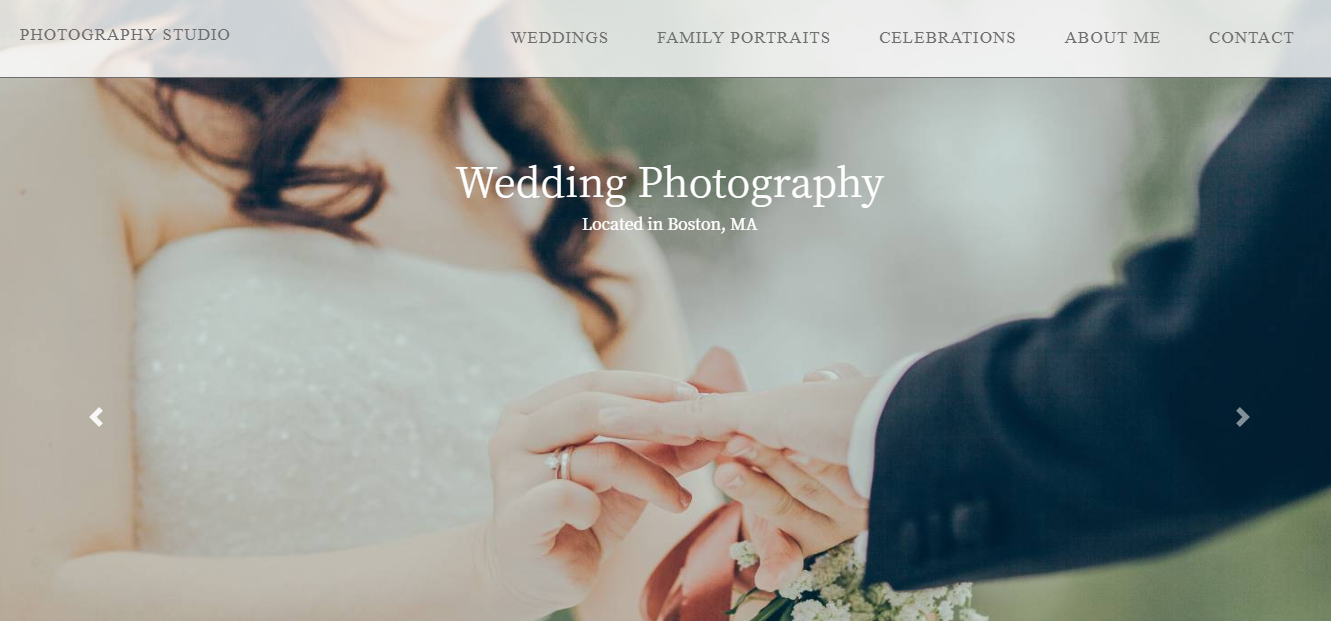 PHOTOGRAPHY STUDIO
WEDDINGS FAMILY PORTRAITS CELEBRATIONS ABOUT ME CONTACT
Wedding Photography
Located in Boston, MA